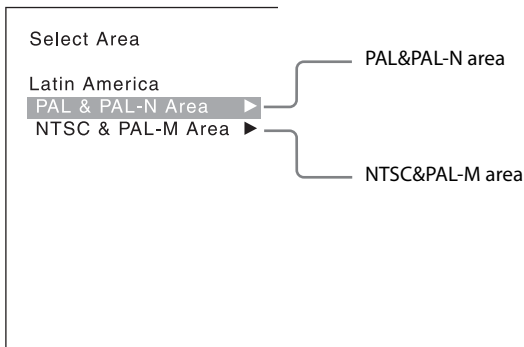 Select Area
Latin America
PAL & PAL-N Area ▶
NTSC & PAL-M Area ▶
PAL&PAL-N area
NTSC&PAL-M area